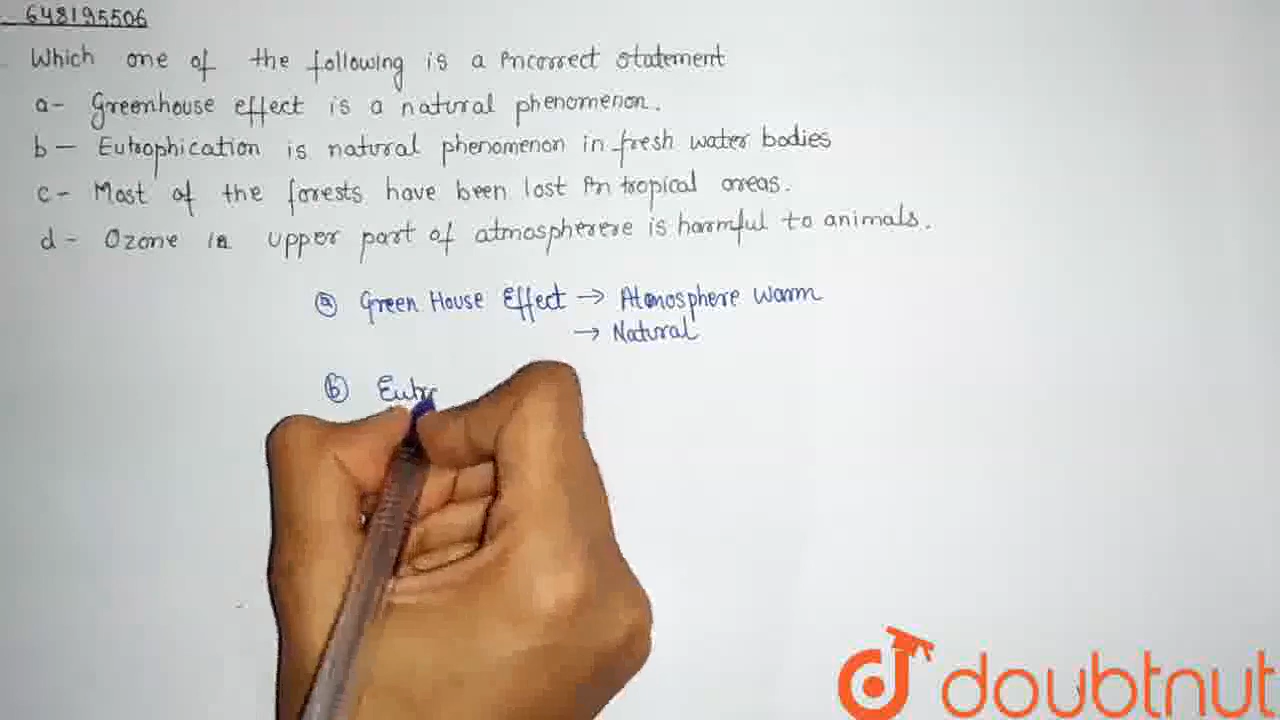 648195506
Which one of the following is a incorrect statement
a- Greenhouse effect is a natural phenomenon.
b- Eutrophication is natural phenomenon in fresh water bodies
c- Most of the forests have been lost in tropical areas.
d- Ozone in upper part of atmospherere is harmful to animals.
(a) Green House Effect → Atmosphere warm
→ Natural
(b) Eutr
doubtnut